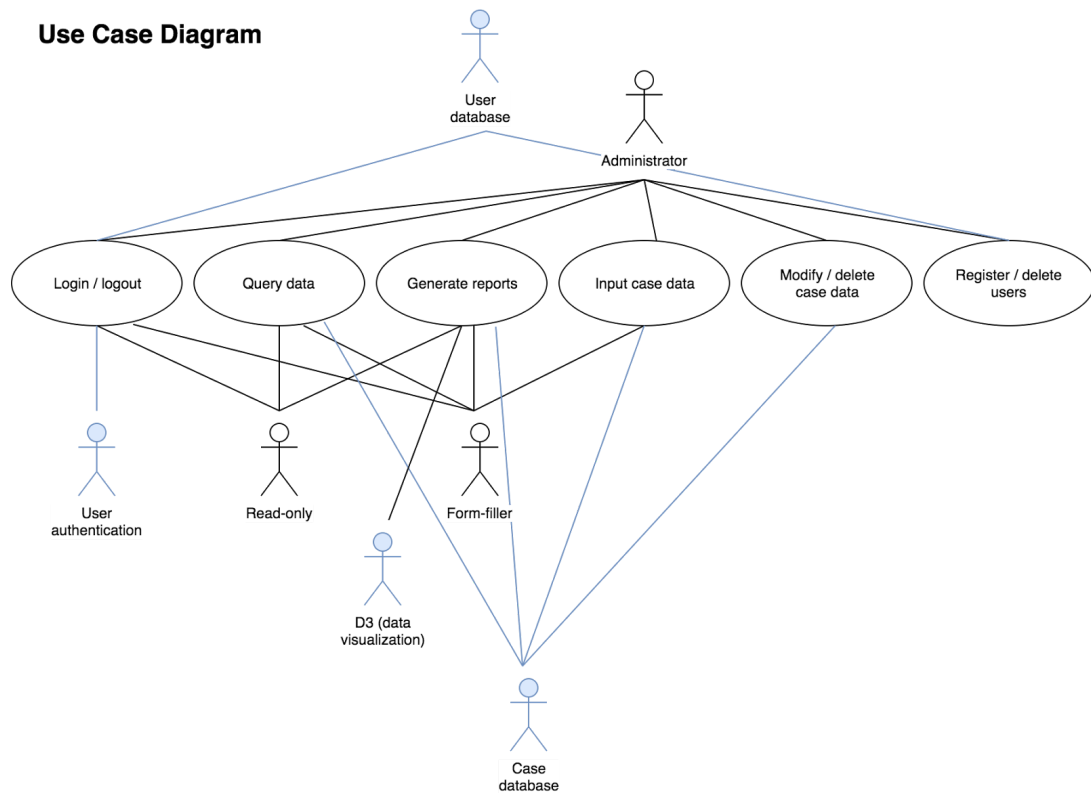 Use Case Diagram
User
database
Administrator
Login / logout
Query data
Generate reports
Input case data
Modify / delete
case data
Register / delete
users
User
authentication
Read-only
Form-filler
D3 (data
visualization)
Case
database